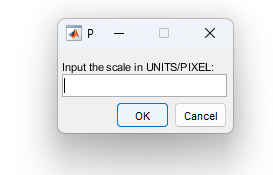 P
Input the scale in UNITS/PIXEL:
OK
Cancel